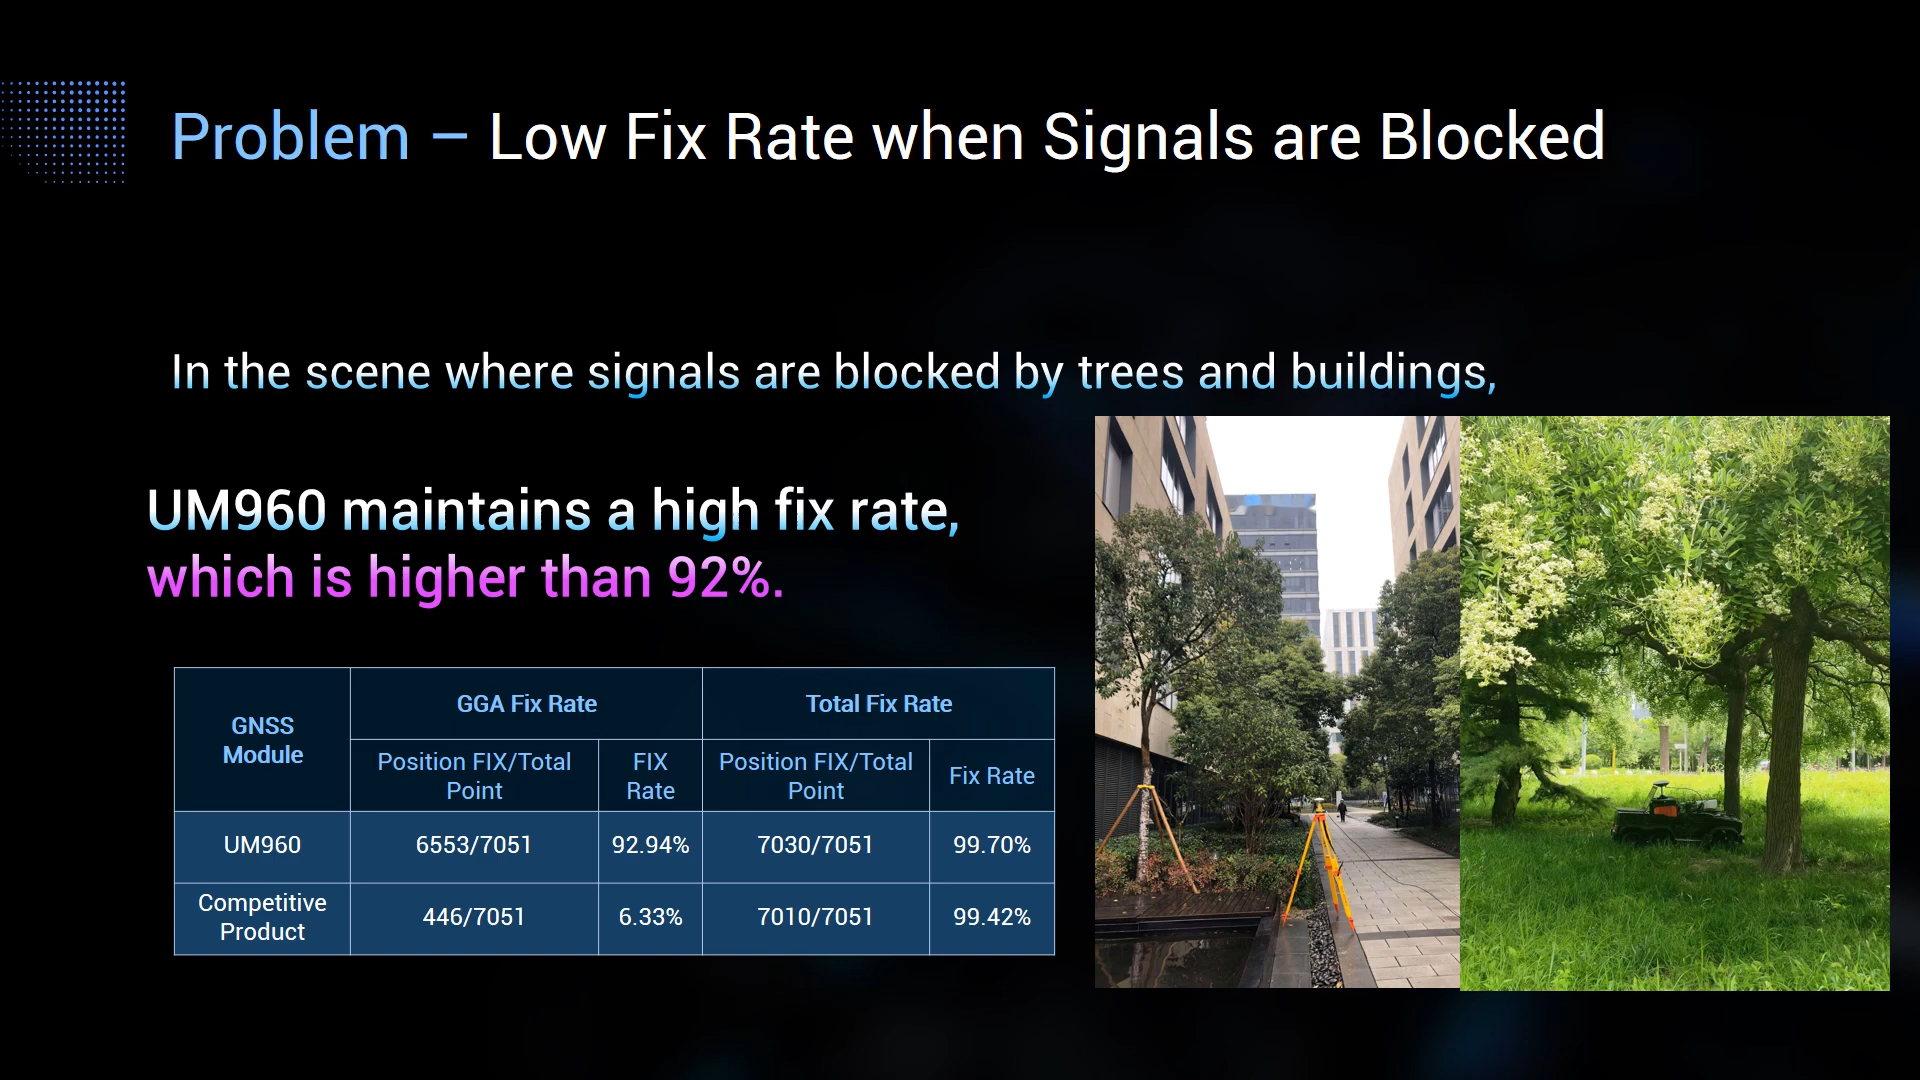 Problem – Low Fix Rate when Signals are Blocked
In the scene where signals are blocked by trees and buildings,
UM960 maintains a high fix rate,
which is higher than 92%.
GNSS
Module
GGA Fix Rate
Total Fix Rate
Position FIX/Total
Point
FIX
Rate
Position FIX/Total
Point
Fix Rate
UM960
6553/7051
92.94%
7030/7051
99.70%
Competitive
Product
446/7051
6.33%
7010/7051
99.42%